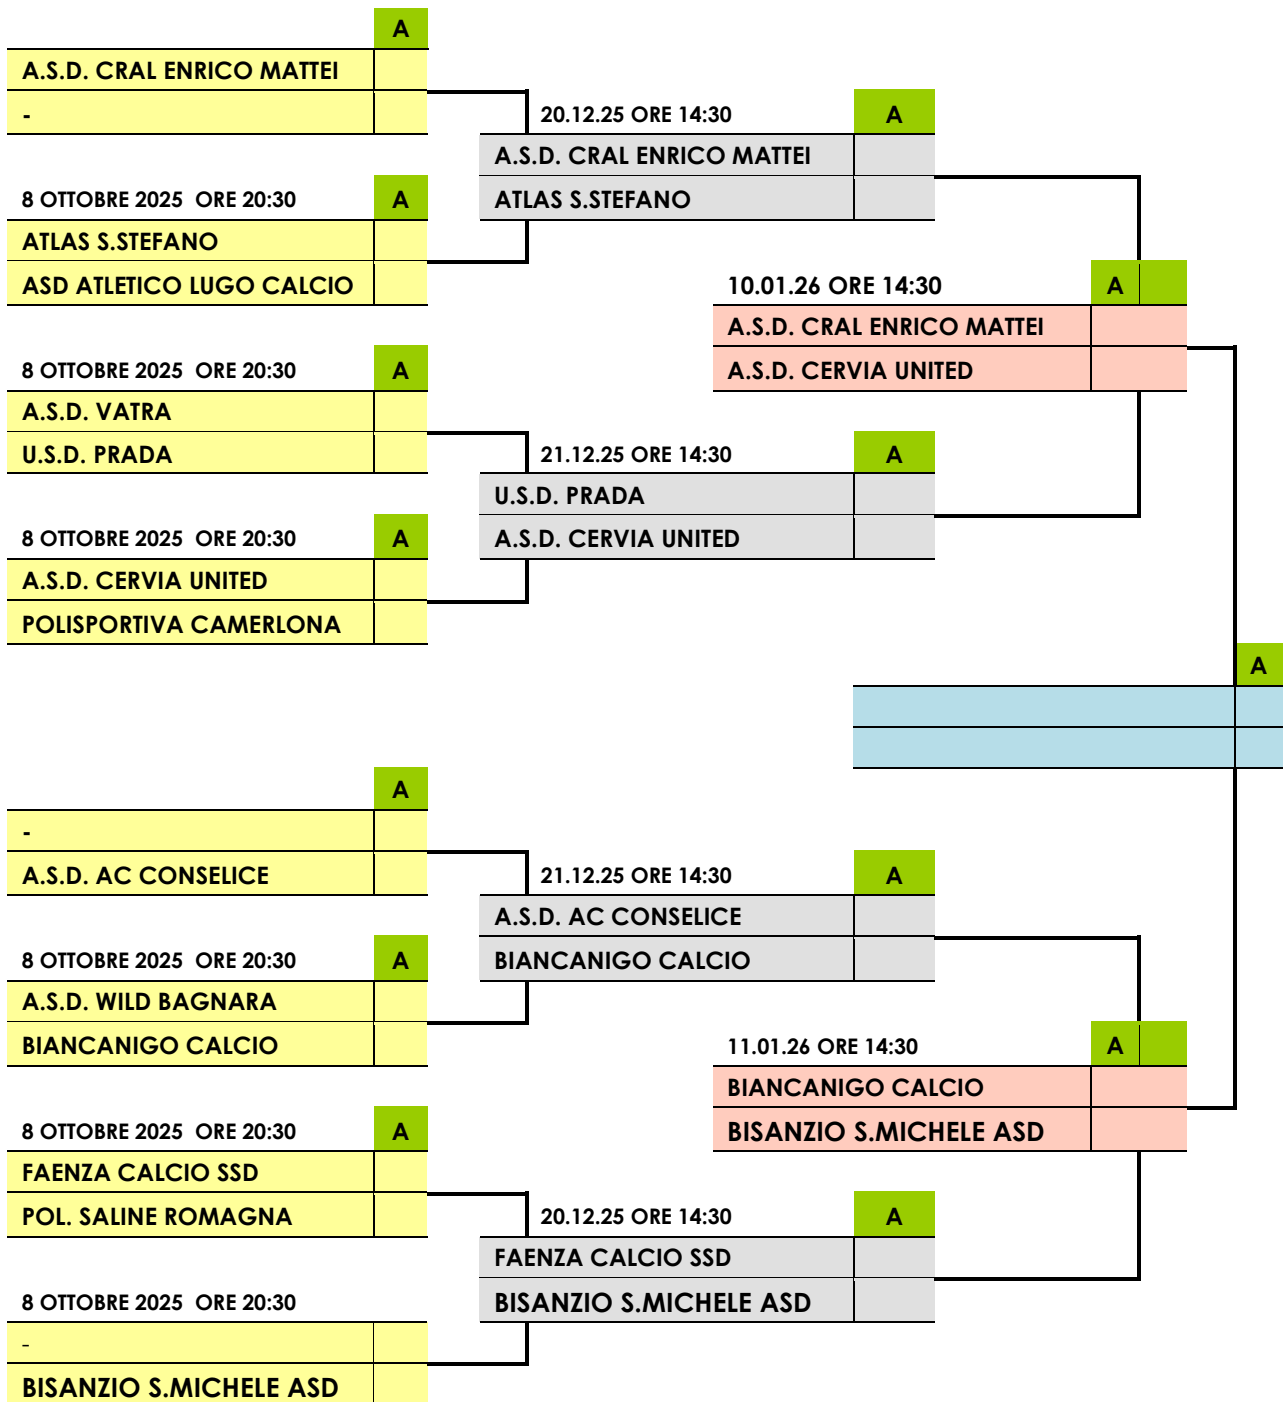 A
A.S.D. CRAL ENRICO MATTEI
-
8 OTTOBRE 2025 ORE 20:30 A
ATLAS S.STEFANO
ASD ATLETICO LUGO CALCIO
8 OTTOBRE 2025 ORE 20:30 A
A.S.D. VATRA
U.S.D. PRADA
8 OTTOBRE 2025 ORE 20:30 A
A.S.D. CERVIA UNITED
POLISPORTIVA CAMERLONA
A
-
A.S.D. AC CONSELICE
8 OTTOBRE 2025 ORE 20:30 A
A.S.D. WILD BAGNARA
BIANCANIGO CALCIO
8 OTTOBRE 2025 ORE 20:30 A
FAENZA CALCIO SSD
POL. SALINE ROMAGNA
8 OTTOBRE 2025 ORE 20:30
-
BISANZIO S.MICHELE ASD
20.12.25 ORE 14:30 A
A.S.D. CRAL ENRICO MATTEI
ATLAS S.STEFANO
21.12.25 ORE 14:30 A
U.S.D. PRADA
A.S.D. CERVIA UNITED
21.12.25 ORE 14:30 A
A.S.D. AC CONSELICE
BIANCANIGO CALCIO
20.12.25 ORE 14:30 A
FAENZA CALCIO SSD
BISANZIO S.MICHELE ASD
10.01.26 ORE 14:30 A
A.S.D. CRAL ENRICO MATTEI
A.S.D. CERVIA UNITED
11.01.26 ORE 14:30 A
BIANCANIGO CALCIO
BISANZIO S.MICHELE ASD
A